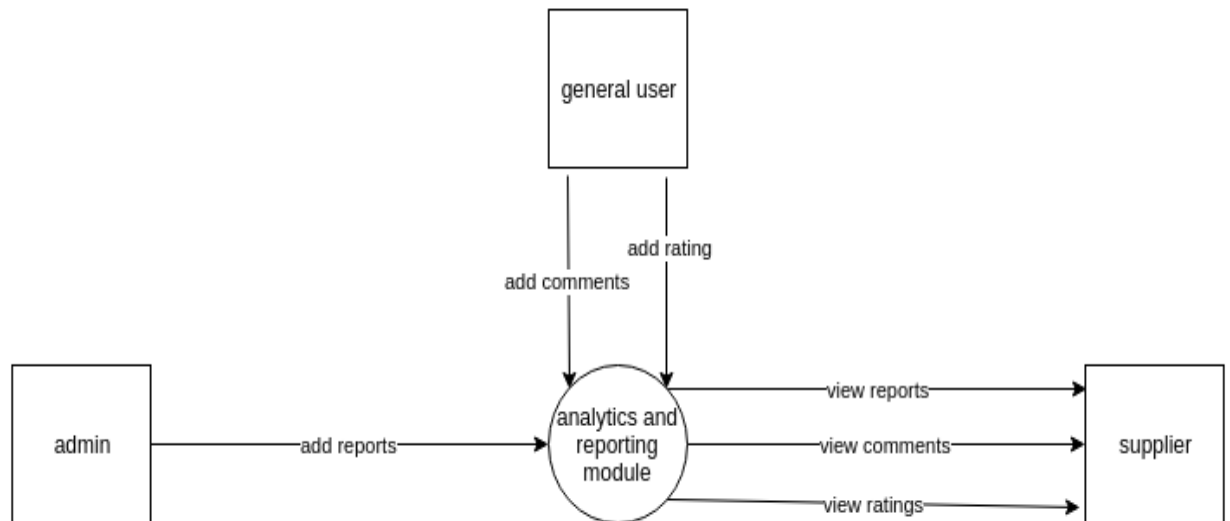 general user
add rating
add comments
view reports
analytics and
reporting
module
admin
add reports
view comments
supplier
view ratings